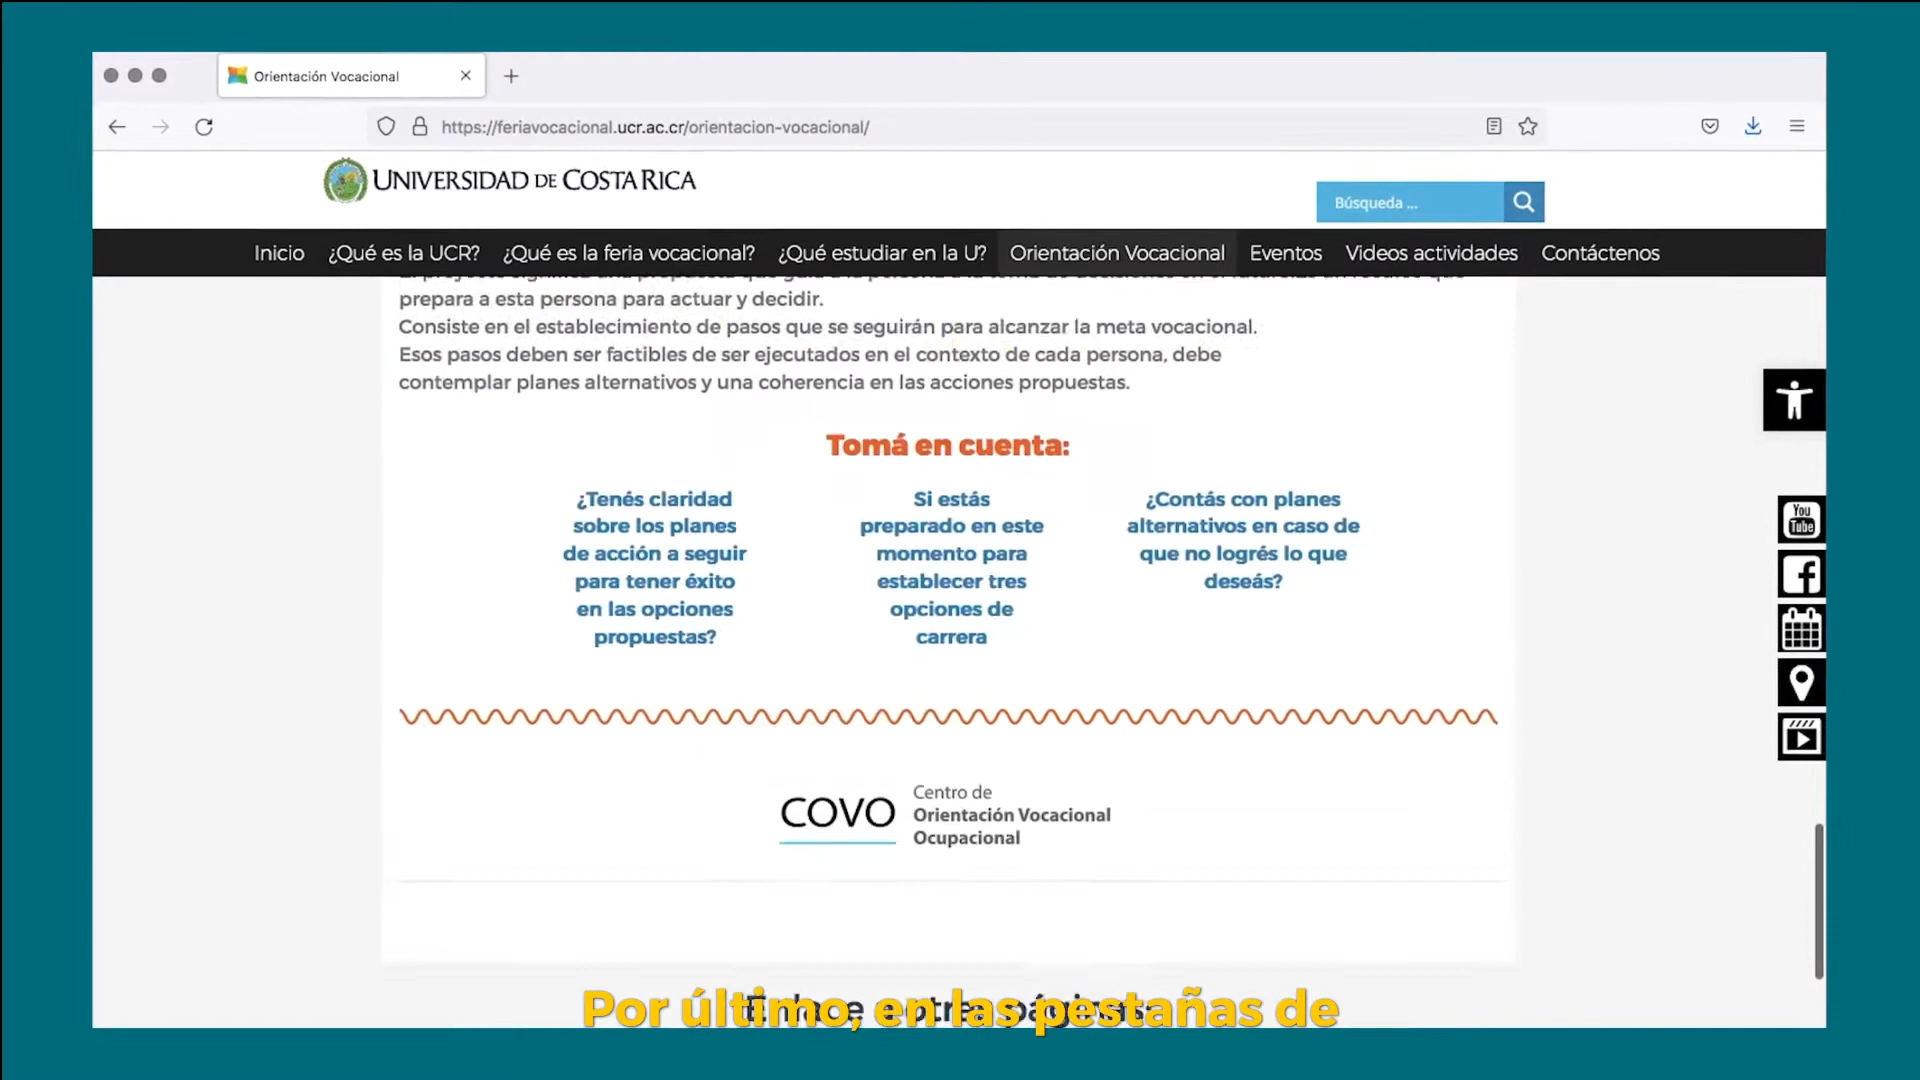 Orientación Vocacional
https://feriavocacional.ucr.ac.cr/orientacion-vocacional/
UNIVERSIDAD DE COSTA RICA
Búsqueda ...
Inicio ¿Qué es la UCR? ¿Qué es la feria vocacional? ¿Qué estudiar en la U? Orientación Vocacional Eventos Videos actividades Contáctenos
prepara a esta persona para actuar y decidir.
Consiste en el establecimiento de pasos que se seguirán para alcanzar la meta vocacional.
Esos pasos deben ser factibles de ser ejecutados en el contexto de cada persona, debe
contemplar planes alternativos y una coherencia en las acciones propuestas.
Tomá en cuenta:
¿Tenés claridad
sobre los planes
de acción a seguir
para tener éxito
en las opciones
propuestas?
Si estás
preparado en este
momento para
establecer tres
opciones de
carrera
¿Contás con planes
alternativos en caso de
que no logrés lo que
deseás?
You
Tube
COVO
Centro de
Orientación Vocacional
Ocupacional
Por último, en las pestañas de